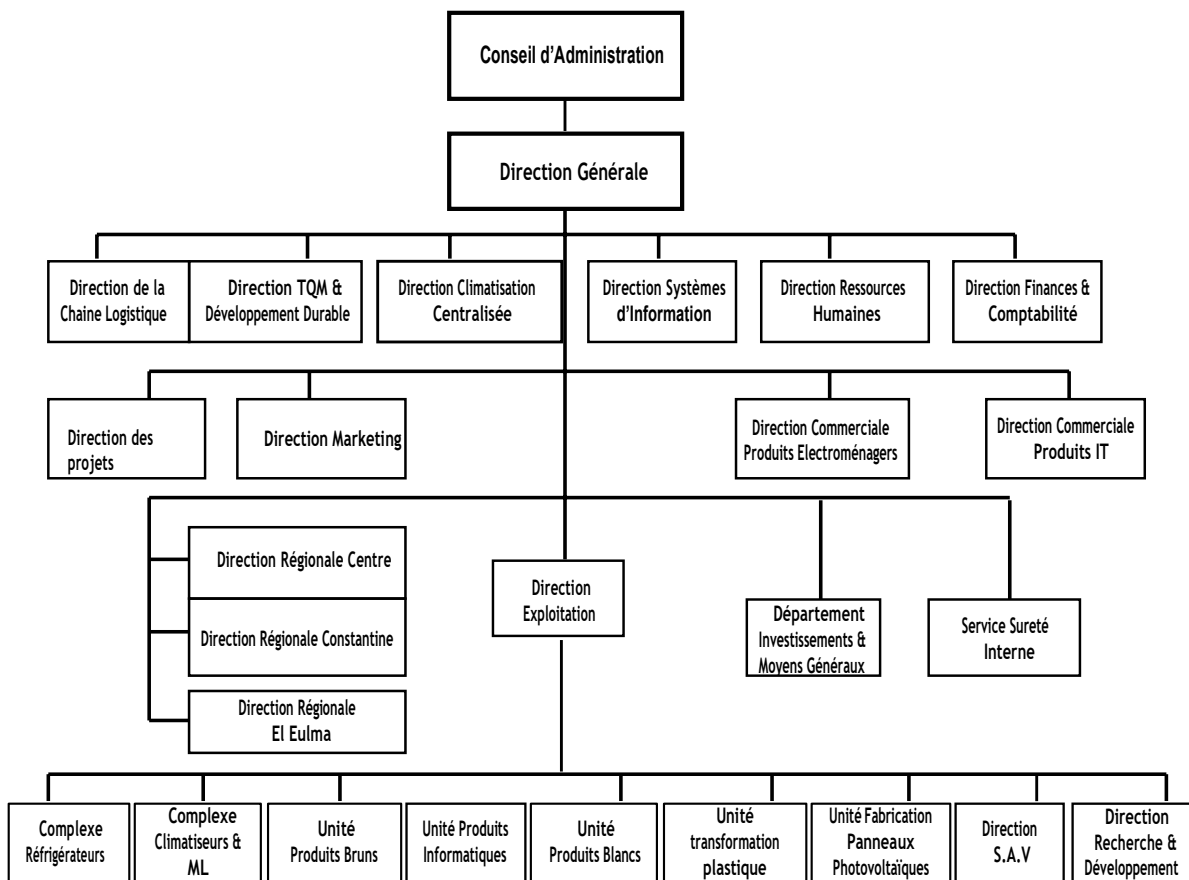 Conseil d’Administration
Direction Générale
Direction de la
Chaine Logistique
Direction TQM &
Développement Durable
Direction Climatisation
Centralisée
Direction Systèmes
d’Information
Direction Ressources
Humaines
Direction Finances &
Comptabilité
Direction des
projets
Direction Marketing
Direction Commerciale
Produits Electroménagers
Direction Commerciale
Produits IT
Direction Régionale Centre
Direction Régionale Constantine
Direction Régionale
El Eulma
Direction
Exploitation
Département
Investissements &
Moyens Généraux
Service Sureté
Interne
Complexe
Réfrigérateurs
Complexe
Climatiseurs &
ML
Unité
Produits Bruns
Unité Produits
Informatiques
Unité
Produits Blancs
Unité
transformation
plastique
Unité Fabrication
Panneaux
Photovoltaïques
Direction
S.A.V
Direction
Recherche &
Développement